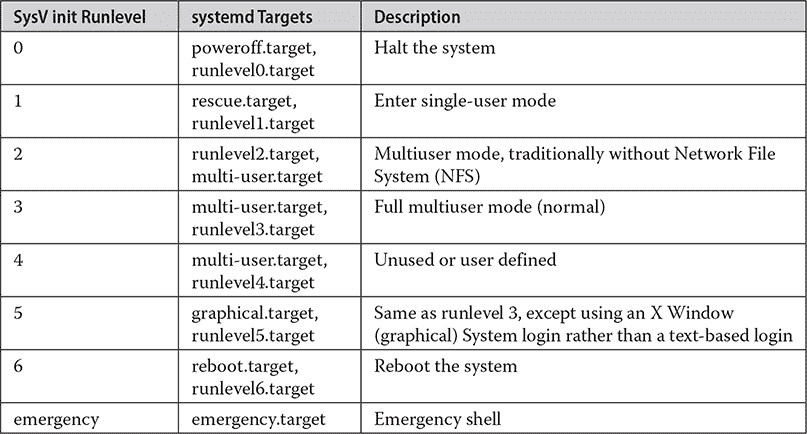 SysV init Runlevel systemd Targets Description
0 poweroff.target, Halt the system
runlevel0.target
1 rescue.target, Enter single-user mode
runlevel1.target
2 runlevel2.target, Multiuser mode, traditionally without Network File
multi-user.target System (NFS)
3 multi-user.target, Full multiuser mode (normal)
runlevel3.target
4 multi-user.target, Unused or user defined
runlevel4.target
5 graphical.target, Same as runlevel 3, except using an X Window
runlevel5.target (graphical) System login rather than a text-based login
6 reboot.target, Reboot the system
runlevel6.target
emergency emergency.target Emergency shell